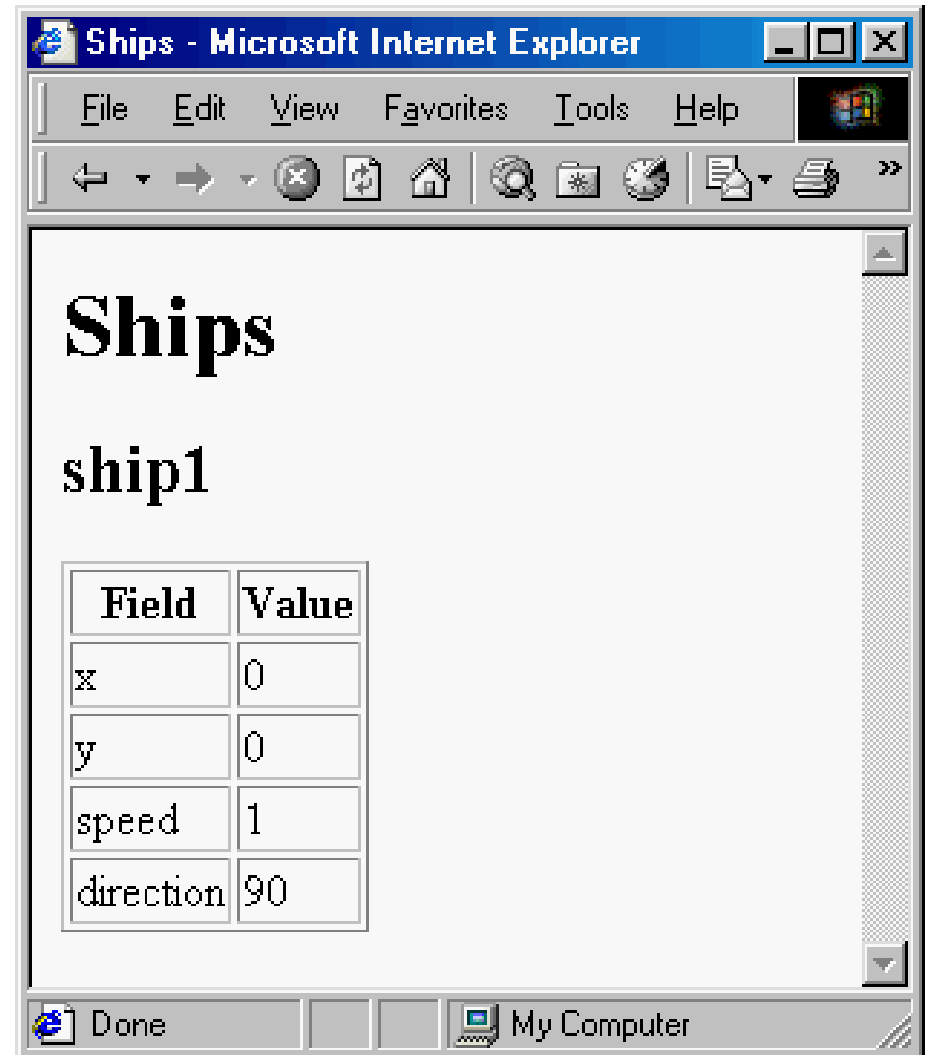 Ships - Microsoft Internet Explorer
File Edit View Favorites Tools Help
Ships
ship1
Field Value
x 0
y 0
speed 1
direction 90
Done My Computer